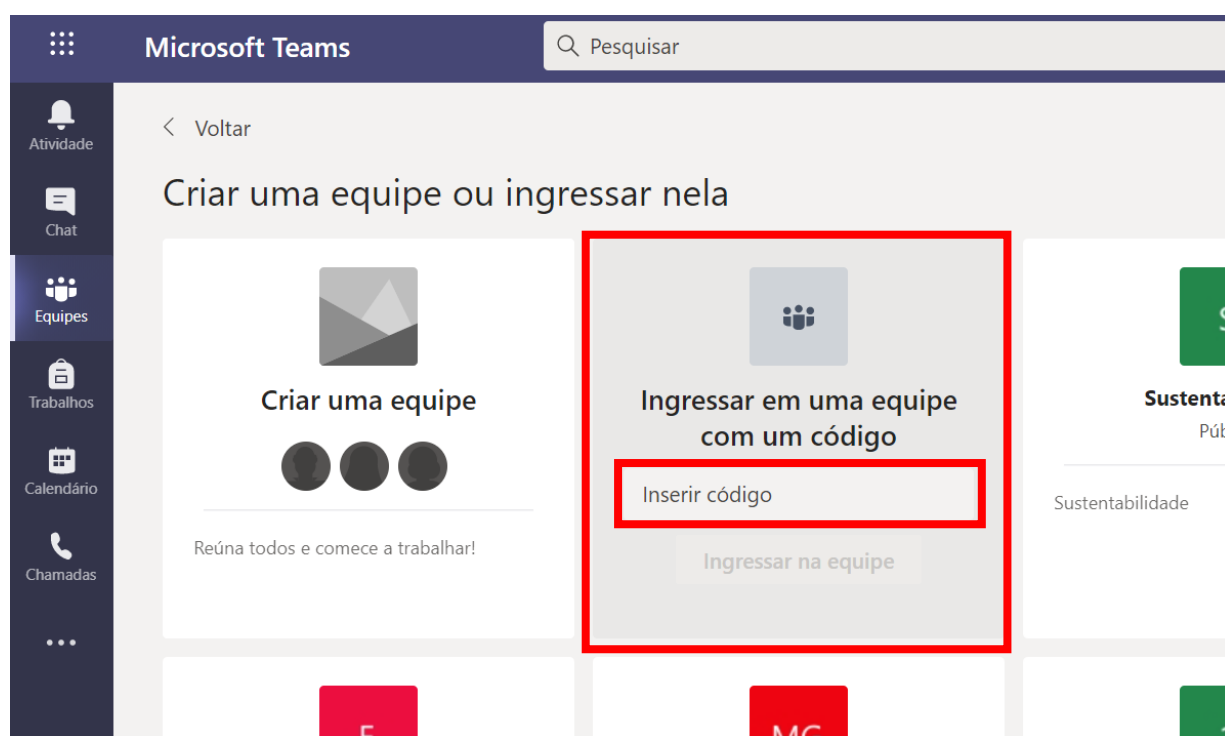 Microsoft Teams
Pesquisar
Atividade
Chat
Equipes
Trabalhos
Calendário
Chamadas
Voltar
Criar uma equipe ou ingressar nela
Criar uma equipe
Reúna todos e comece a trabalhar!
Ingressar em uma equipe
com um código
Inserir código
Ingressar na equipe
Sustenta
Púb
Sustentabilidade
MC